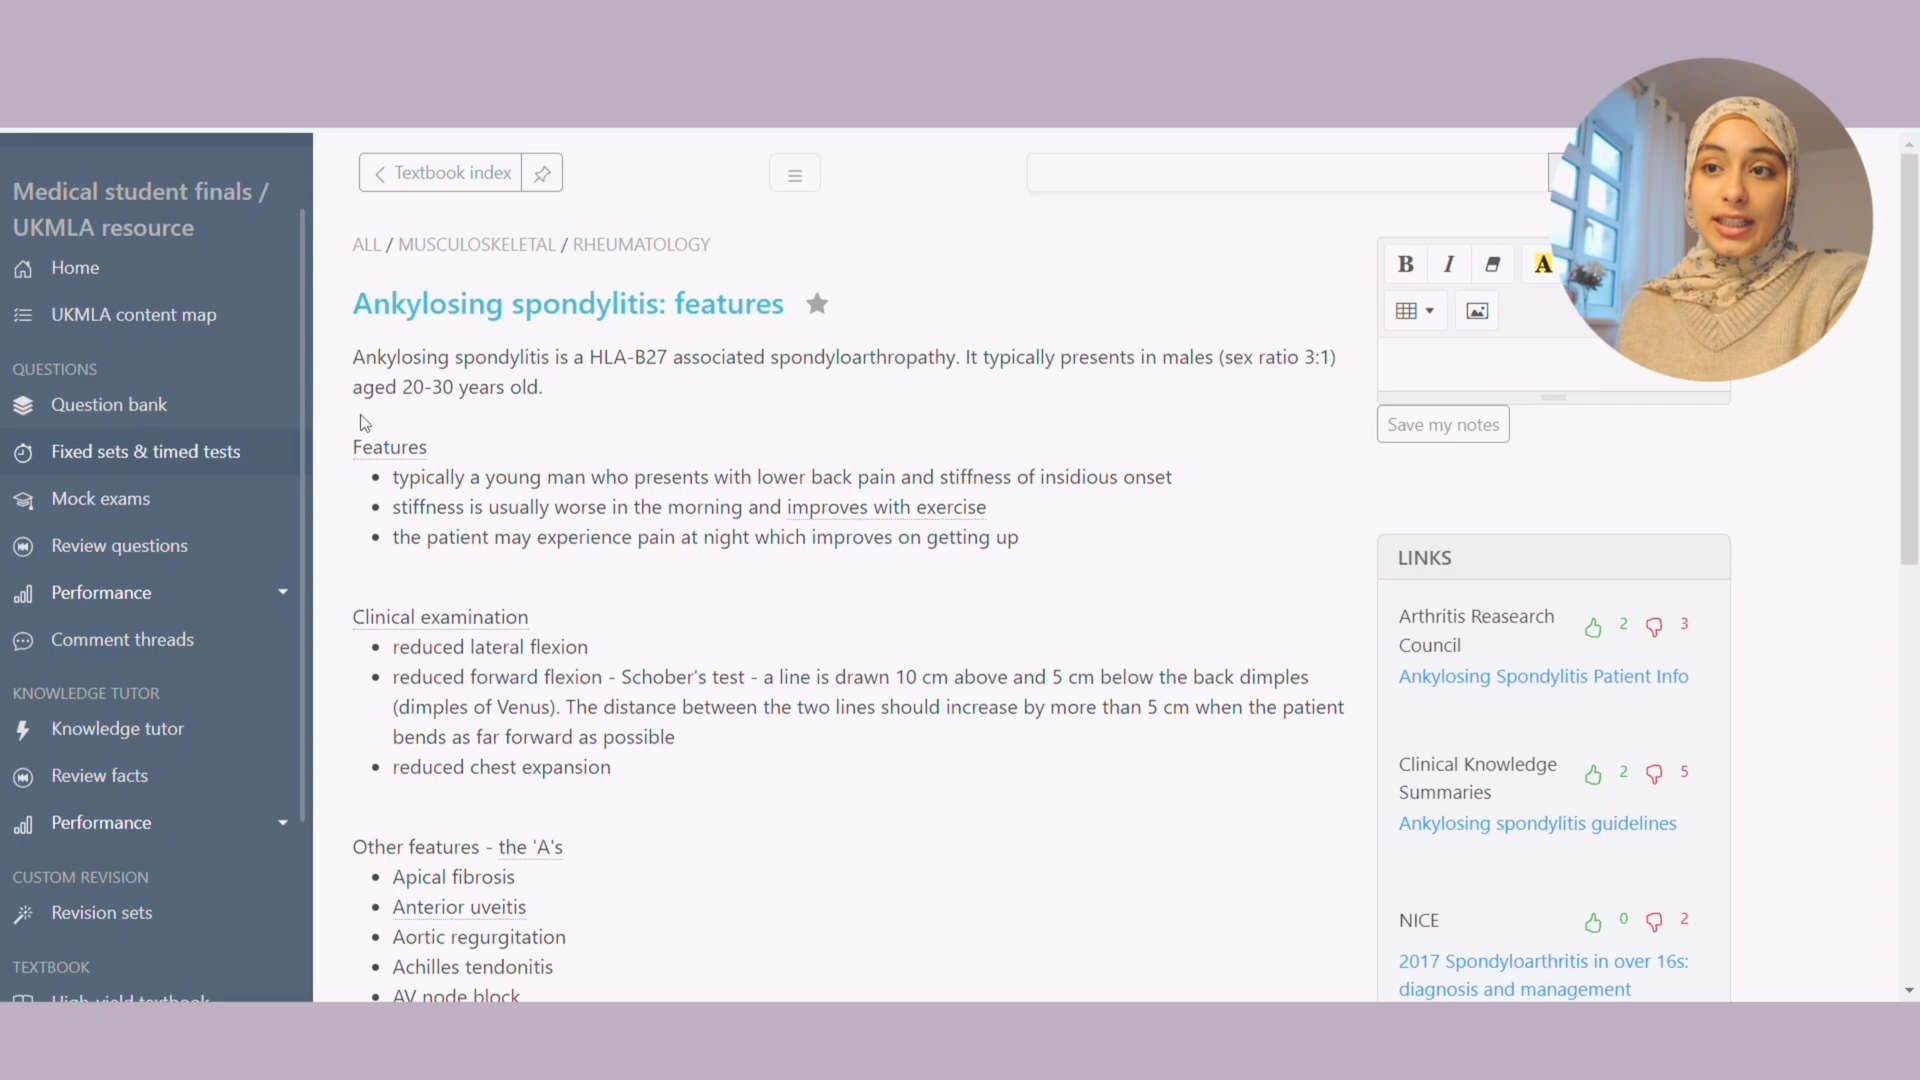 Medical student finals /
UKMLA resource
Home
UKMLA content map
QUESTIONS
Question bank
Fixed sets & timed tests
Mock exams
Review questions
Performance
Comment threads
KNOWLEDGE TUTOR
Knowledge tutor
Review facts
Performance
CUSTOM REVISION
Revision sets
TEXTBOOK
High-yield textbook
Textbook index
ALL / MUSCULOSKELETAL / RHEUMATOLOGY
Ankylosing spondylitis: features
Ankylosing spondylitis is a HLA-B27 associated spondyloarthropathy. It typically presents in males (sex ratio 3:1)
aged 20-30 years old.
Features
• typically a young man who presents with lower back pain and stiffness of insidious onset
• stiffness is usually worse in the morning and improves with exercise
• the patient may experience pain at night which improves on getting up
Clinical examination
• reduced lateral flexion
• reduced forward flexion - Schober's test - a line is drawn 10 cm above and 5 cm below the back dimples
(dimples of Venus). The distance between the two lines should increase by more than 5 cm when the patient
bends as far forward as possible
• reduced chest expansion
Other features - the 'A's
• Apical fibrosis
• Anterior uveitis
• Aortic regurgitation
• Achilles tendonitis
• AV node block
B I A
Save my notes
LINKS
Arthritis Reasearch
Council
2 3
Ankylosing Spondylitis Patient Info
Clinical Knowledge
Summaries
2 5
Ankylosing spondylitis guidelines
NICE 0 2
2017 Spondyloarthritis in over 16s:
diagnosis and management